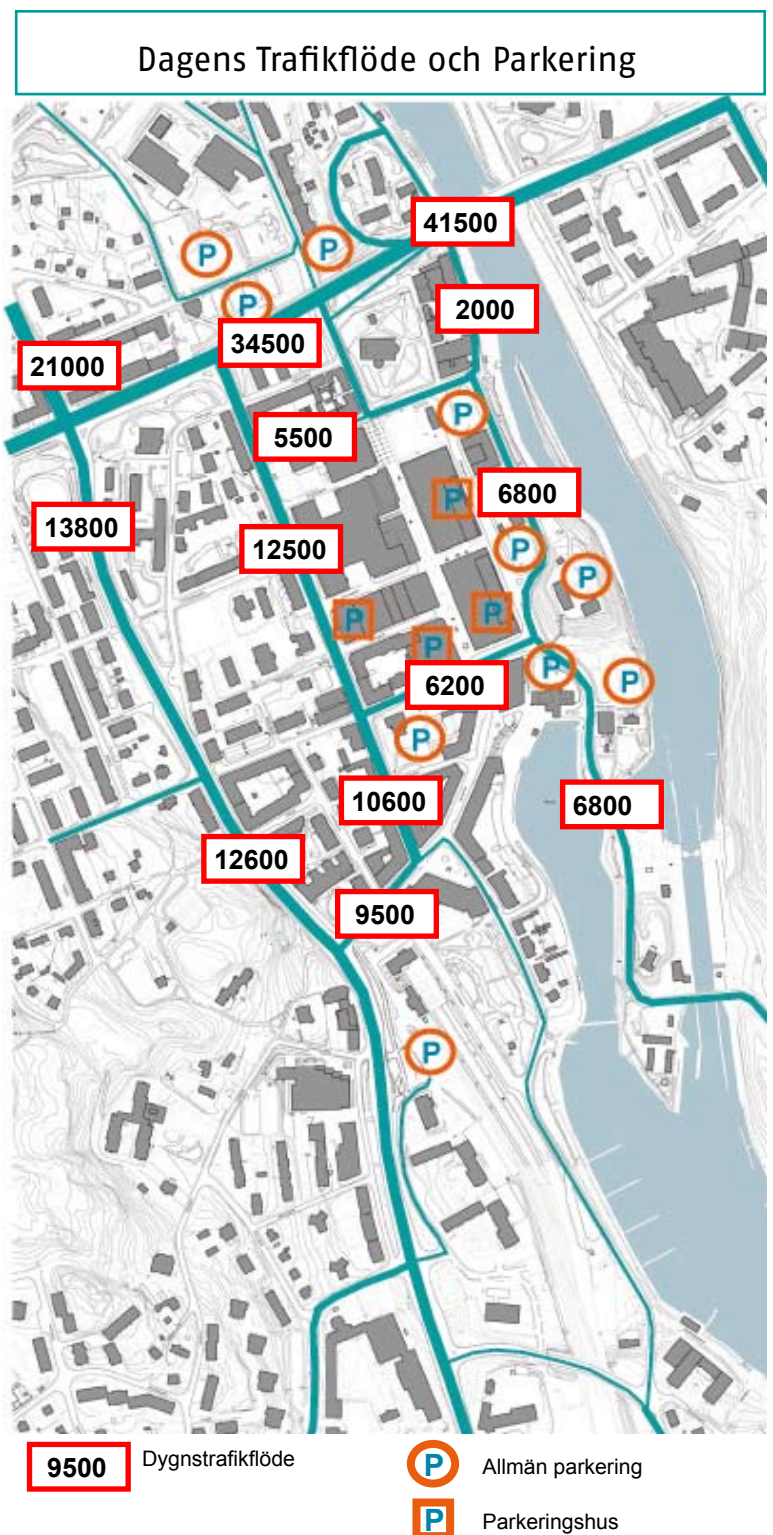 Dagens Trafikflöde och Parkering
41500
P
P
P
2000
34500
21000
P
5500
P
6800
13800
12500
P
P
P
P
P
P
P
6200
P
10600
6800
12600
9500
P
9500 Dygnstrafikflöde
P Allmän parkering
P Parkeringshus